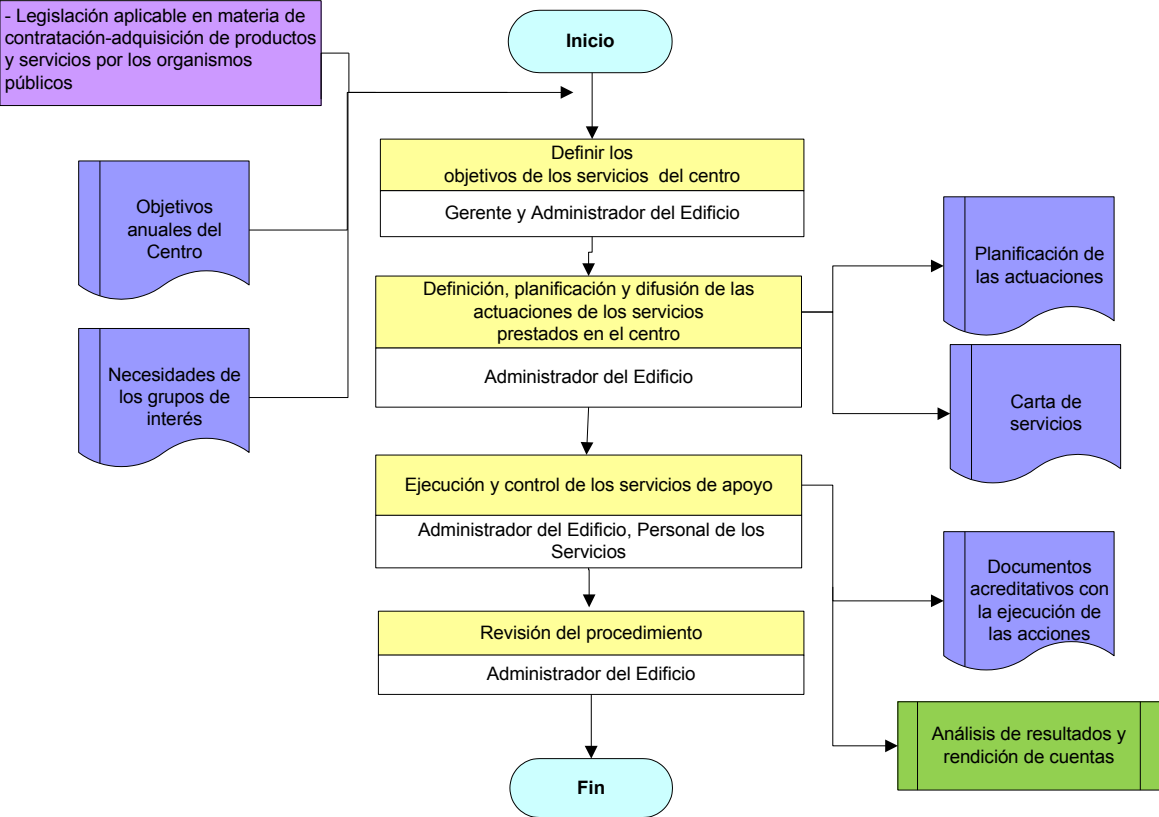 - Legislación aplicable en materia de
contratación-adquisición de productos
y servicios por los organismos
públicos
Inicio
Definir los
objetivos de los servicios del centro
Gerente y Administrador del Edificio
Objetivos
anuales del
Centro
Planificación de
las actuaciones
Definición, planificación y difusión de las
actuaciones de los servicios
prestados en el centro
Administrador del Edificio
Necesidades de
los grupos de
interés
Carta de
servicios
Ejecución y control de los servicios de apoyo
Administrador del Edificio, Personal de los
Servicios
Documentos
acreditativos con
la ejecución de
las acciones
Revisión del procedimiento
Administrador del Edificio
Análisis de resultados y
rendición de cuentas
Fin